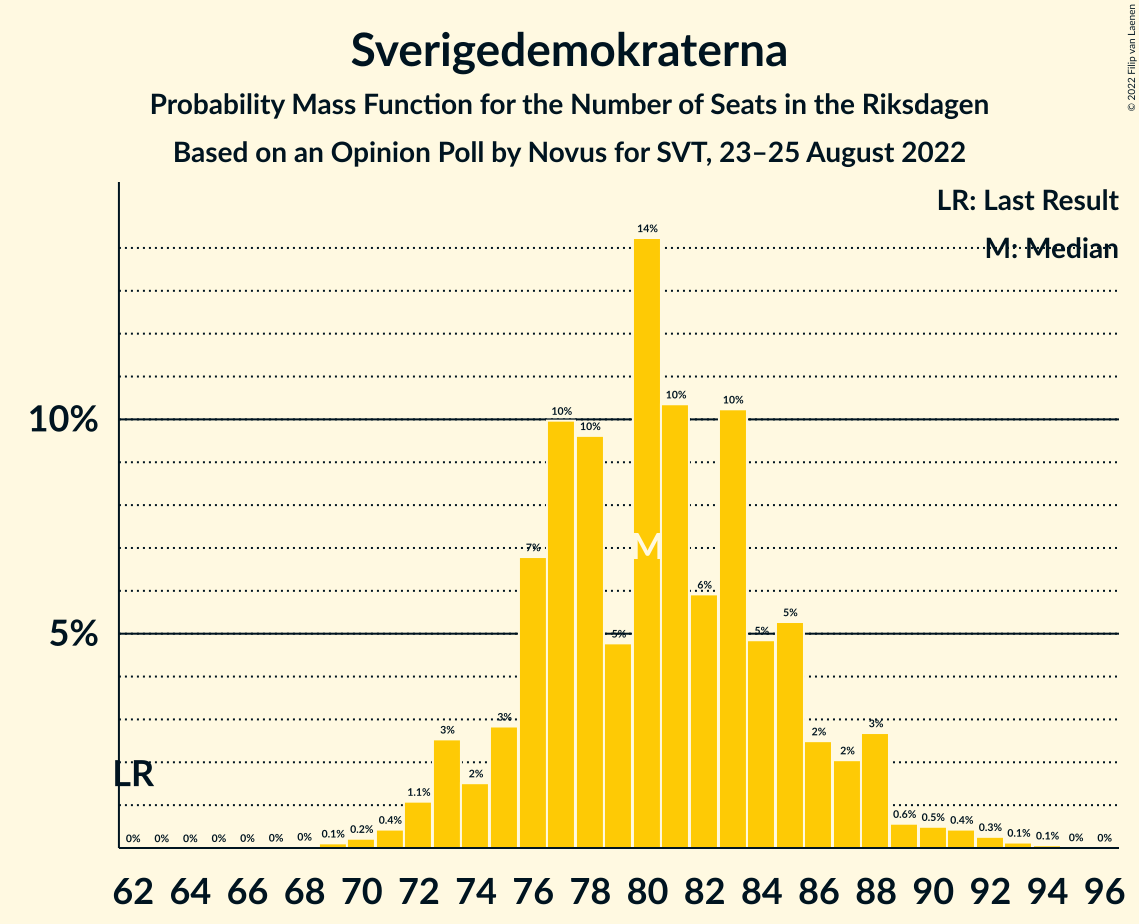 Sverigedemokraterna
Probability Mass Function for the Number of Seats in the Riksdagen
Based on an Opinion Poll by Novus for SVT, 23–25 August 2022
© 2022 Filip van Laenen
LR: Last Result
M: Median
10%
5%
LR
M
0% 0% 0% 0% 0% 0% 0% 0.1% 0.2% 0.4% 1.1% 3% 2% 3% 7% 10% 10% 5% 14% 10% 6% 10% 5% 5% 2% 2% 3% 0.6% 0.5% 0.4% 0.3% 0.1% 0.1% 0% 0%
62 64 66 68 70 72 74 76 78 80 82 84 86 88 90 92 94 96